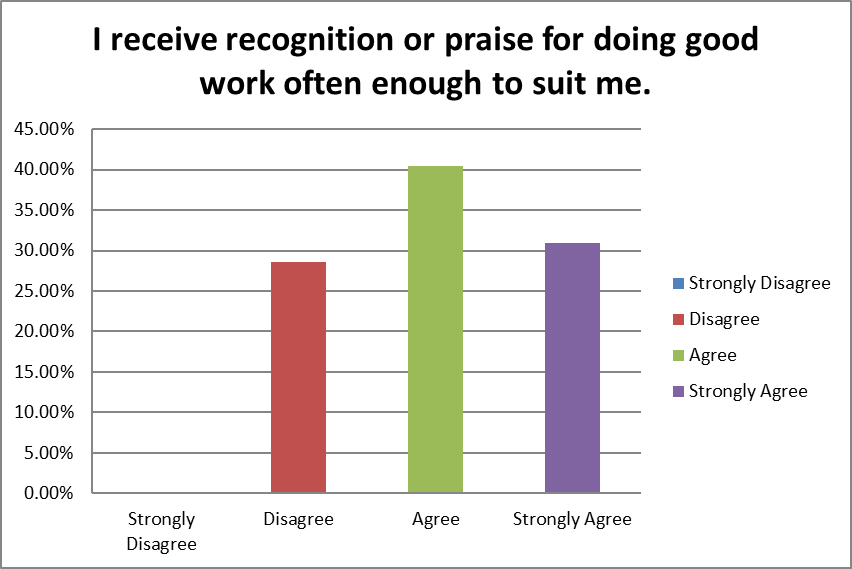 I receive recognition or praise for doing good
work often enough to suit me.
45.00%
40.00%
35.00%
30.00%
25.00%
20.00%
15.00%
10.00%
5.00%
0.00%
Strongly
Disagree
Disagree
Agree
Strongly Agree
Strongly Disagree
Disagree
Agree
Strongly Agree